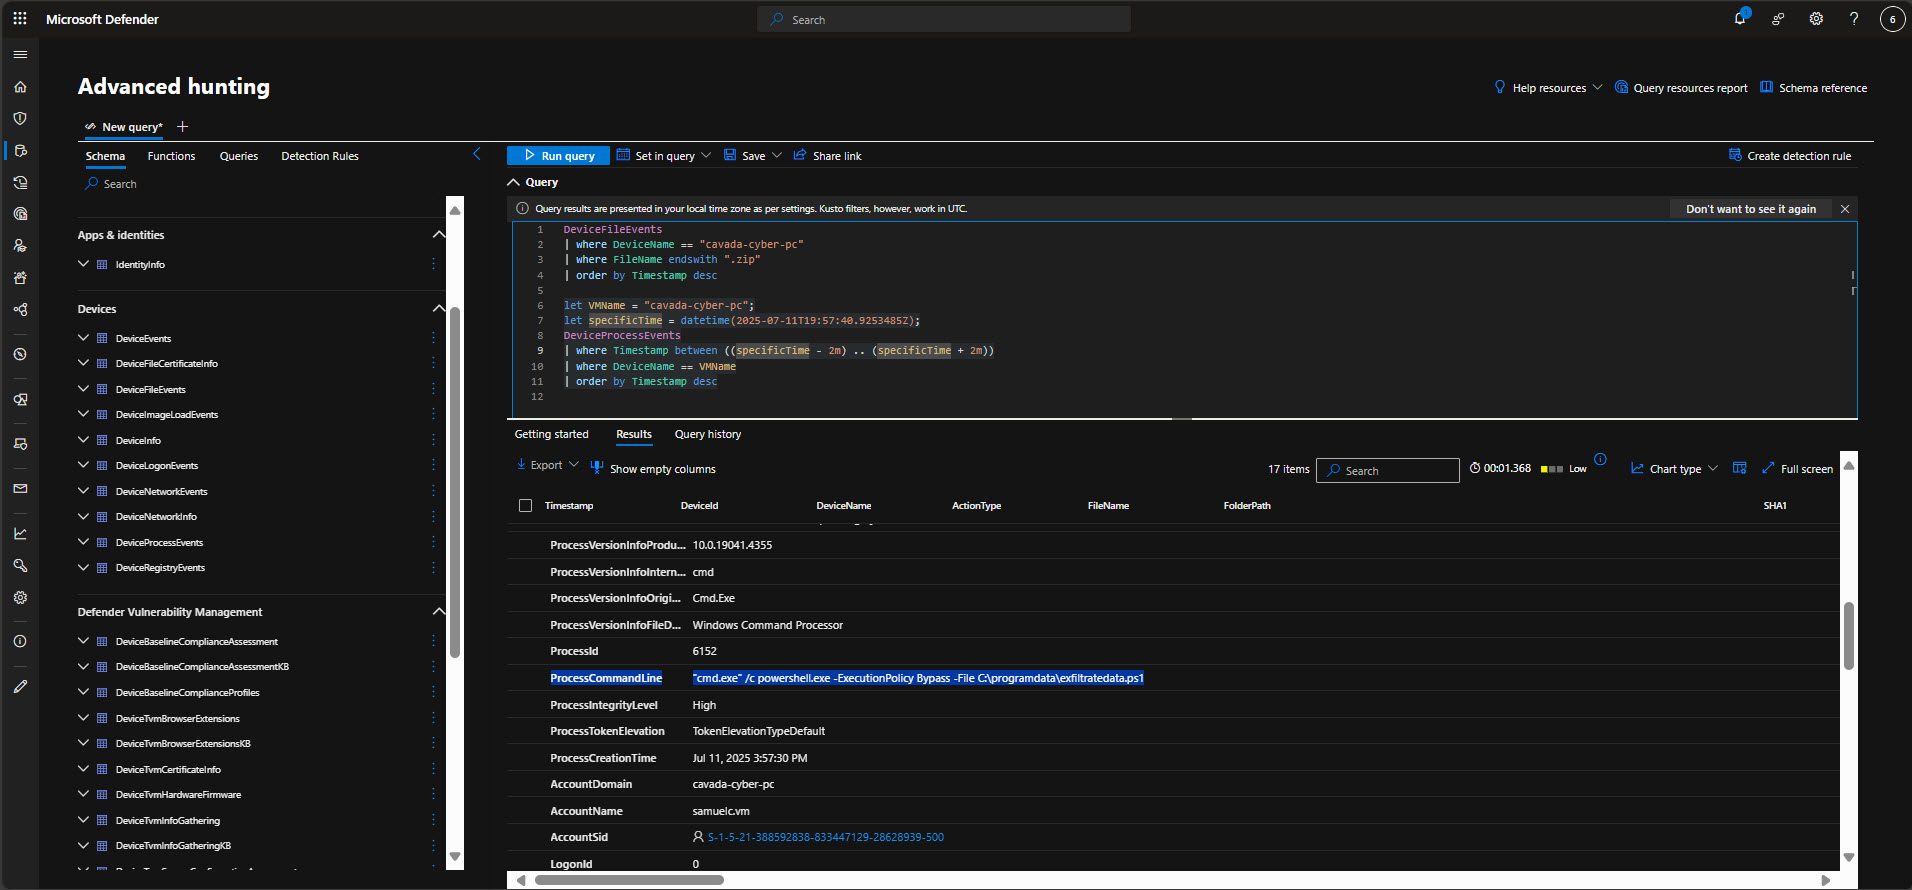 Microsoft Defender
Search
1
6
Advanced hunting
Help resources
Query resources report
Schema reference
New query*
Schema
Functions
Queries
Detection Rules
Run query
Set in query
Save
Share link
Create detection rule
Search
Query
Query results are presented in your local time zone as per settings. Kusto filters, however, work in UTC.
Don't want to see it again
Apps & identities
IdentityInfo
Devices
DeviceEvents
DeviceFileCertificateInfo
DeviceFileEvents
DeviceImageLoadEvents
DeviceInfo
DeviceLogonEvents
DeviceNetworkEvents
DeviceNetworkInfo
DeviceProcessEvents
DeviceRegistryEvents
Defender Vulnerability Management
DeviceBaselineComplianceAssessment
DeviceBaselineComplianceAssessmentKB
DeviceBaselineComplianceProfiles
DeviceTvmBrowserExtensions
DeviceTvmBrowserExtensionsKB
DeviceTvmCertificateInfo
DeviceTvmHardwareFirmware
DeviceTvmInfoGathering
DeviceTvmInfoGatheringKB
1 DeviceFileEvents
2 | where DeviceName == "cavada-cyber-pc"
3 | where FileName endswith ".zip"
4 | order by Timestamp desc
5
6 let VMName = "cavada-cyber-pc";
7 let specificTime = datetime(2025-07-11T19:57:40.9253485Z);
8 DeviceProcessEvents
9 | where Timestamp between ((specificTime - 2m) .. (specificTime + 2m))
10 | where DeviceName == VMName
11 | order by Timestamp desc
12
Getting started
Results
Query history
Export
Show empty columns
17 items
Search
00:01.368
Low
Chart type
Full screen
Timestamp
DeviceId
DeviceName
ActionType
FileName
FolderPath
SHA1
ProcessVersionInfoProdu... 10.0.19041.4355
ProcessVersionInfoIntern... cmd
ProcessVersionInfoOrigi... Cmd.Exe
ProcessVersionInfoFileD... Windows Command Processor
ProcessId 6152
ProcessCommandLine "cmd.exe" /c powershell.exe -ExecutionPolicy Bypass -File C:\programdata\exfiltratedata.ps1
ProcessIntegrityLevel High
ProcessTokenElevation TokenElevationTypeDefault
ProcessCreationTime Jul 11, 2025 3:57:30 PM
AccountDomain cavada-cyber-pc
AccountName samuelc.vm
AccountSid S-1-5-21-388592838-833447129-28628939-500
LogonId 0